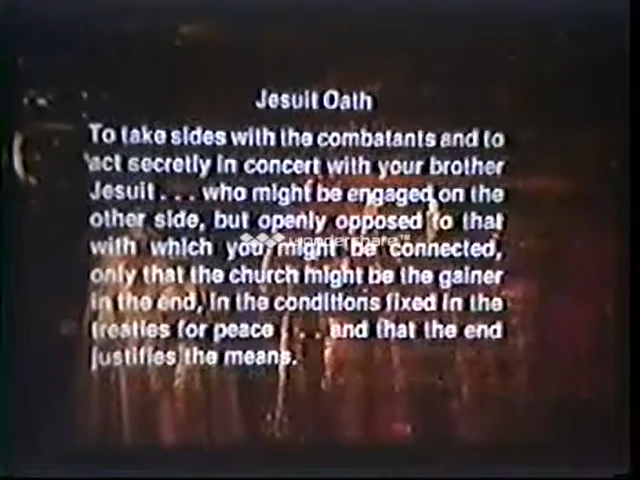 Jesuit Oath
To take sides with the combatants and to
act secretly in concert with your brother
Jesuit . . . who might be engaged on the
other side, but openly opposed to that
with which you might be connected,
wondershare™
only that the church might be the gainer
in the end, in the conditions fixed in the
treaties for peace . . . and that the end
justifies the means.